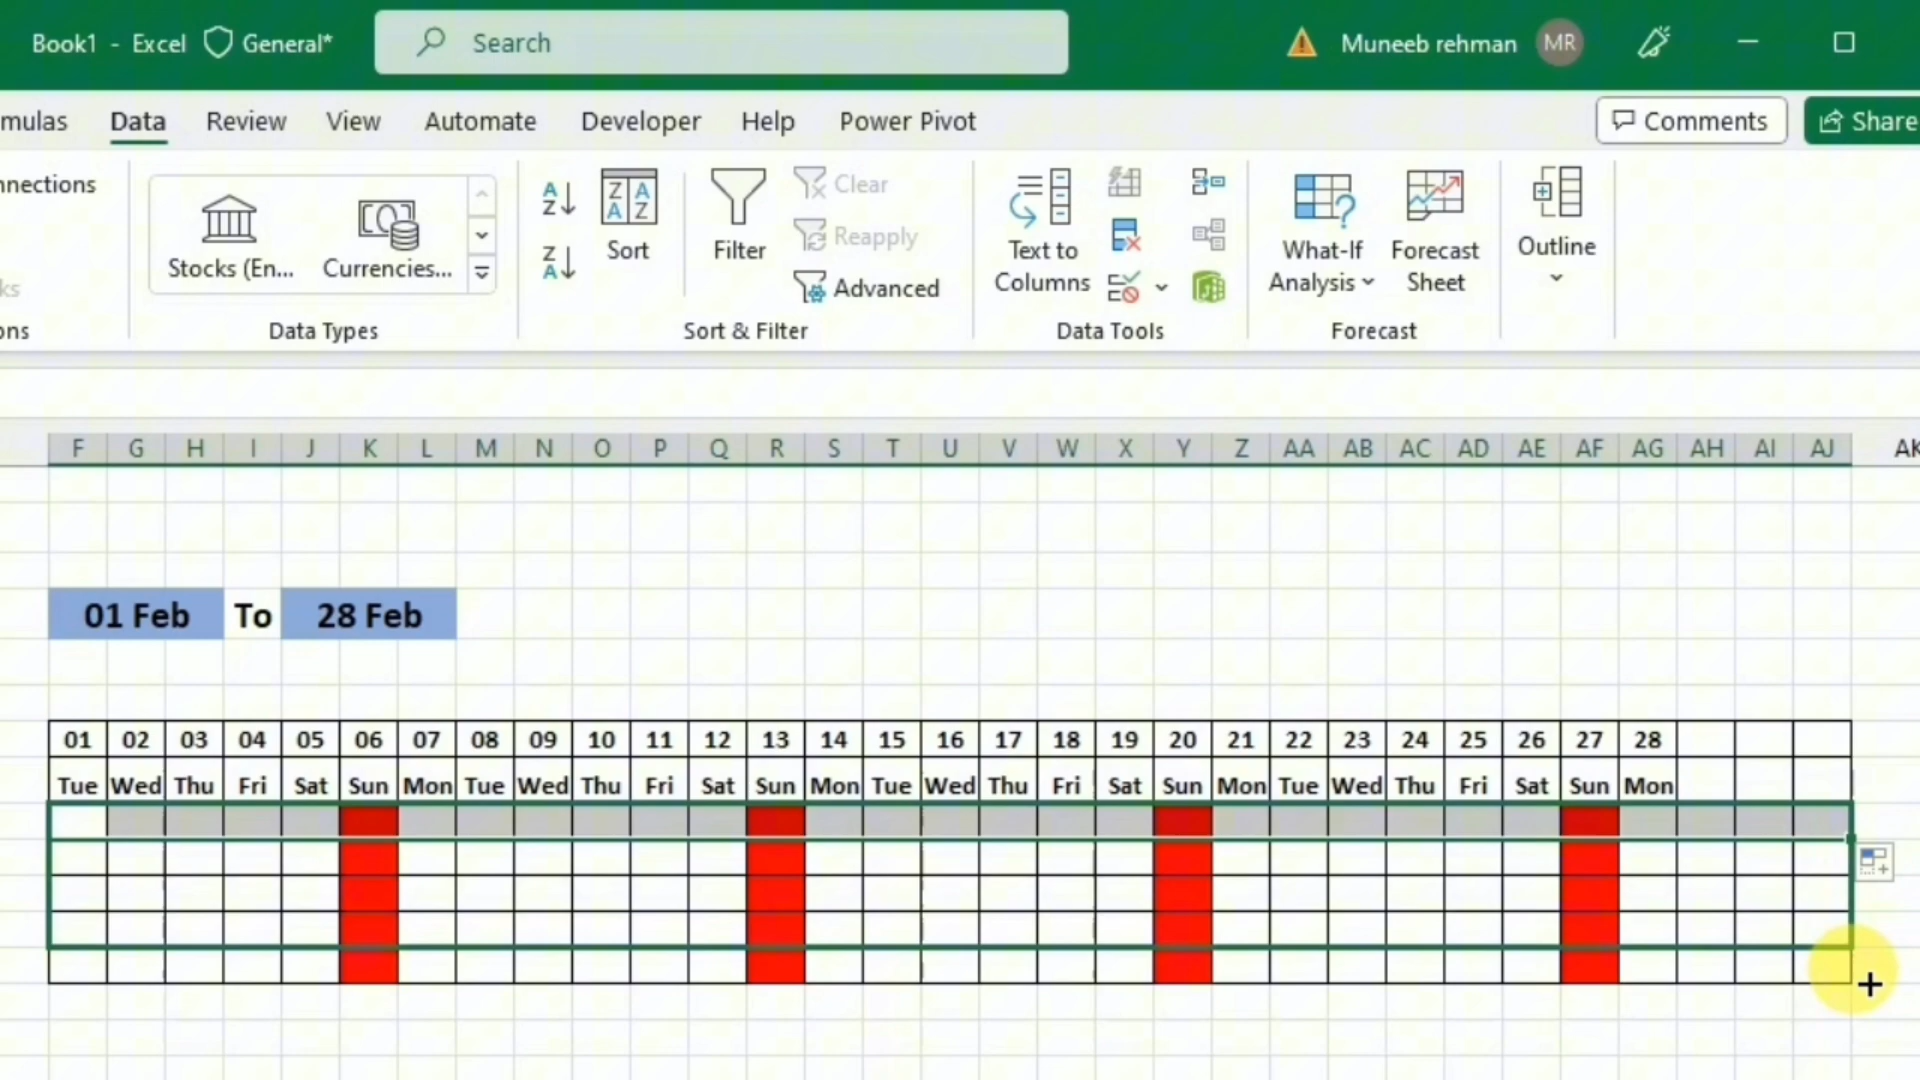 Book1 - Excel General* Search Muneeb rehman MR
mulas Data Review View Automate Developer Help Power Pivot Comments Share
nnections
Stocks (En... Currencies...
Sort
Filter
Clear
Reapply
Advanced
Text to
Columns
What-If
Analysis
Forecast
Sheet
Outline
ks
ons Data Types Sort & Filter Data Tools Forecast
F G H I J K L M N O P Q R S T U V W X Y Z AA AB AC AD AE AF AG AH AI AJ AK
01 Feb To 28 Feb
01 02 03 04 05 06 07 08 09 10 11 12 13 14 15 16 17 18 19 20 21 22 23 24 25 26 27 28
Tue Wed Thu Fri Sat Sun Mon Tue Wed Thu Fri Sat Sun Mon Tue Wed Thu Fri Sat Sun Mon Tue Wed Thu Fri Sat Sun Mon